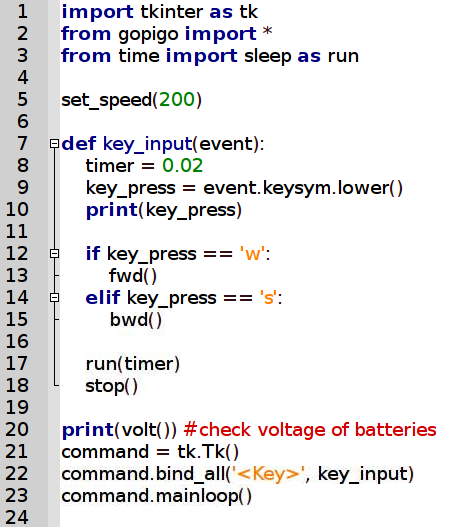 1 import tkinter as tk
2 from gopigo import *
3 from time import sleep as run
4
5 set_speed(200)
6
7 def key_input(event):
8     timer = 0.02
9     key_press = event.keysym.lower()
10     print(key_press)
11
12     if key_press == 'w':
13         fwd()
14     elif key_press == 's':
15         bwd()
16
17     run(timer)
18     stop()
19
20 print(volt()) #check voltage of batteries
21 command = tk.Tk()
22 command.bind_all('<Key>', key_input)
23 command.mainloop()
24